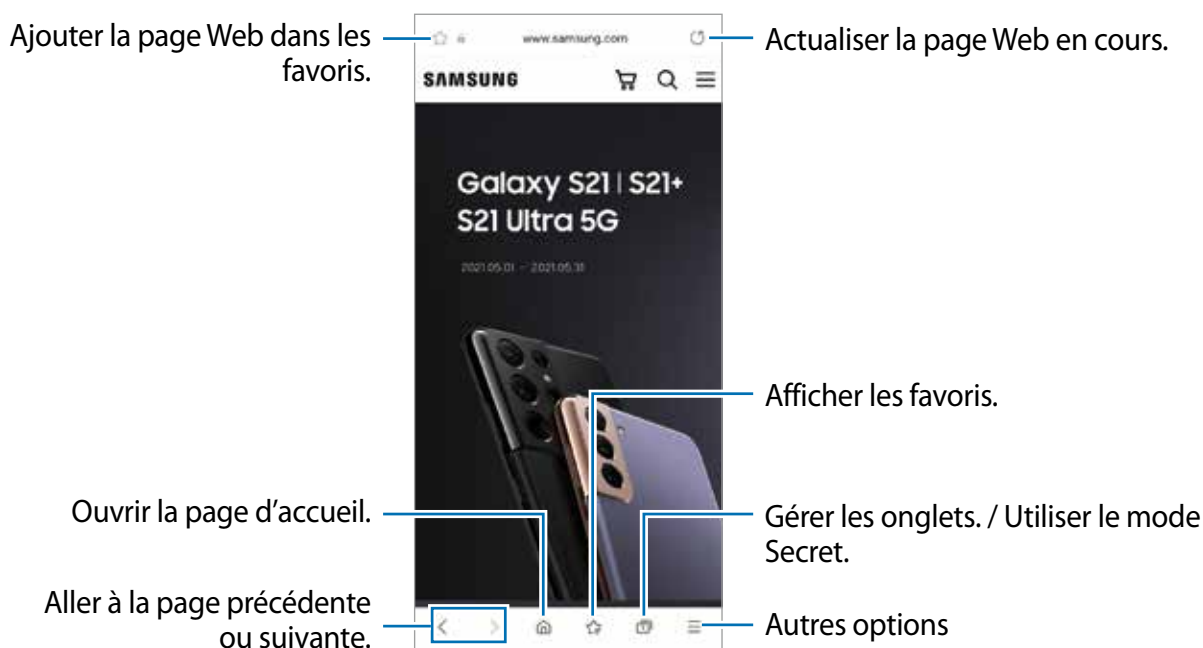 Ajouter la page Web dans les
favoris.
www.samsung.com
Actualiser la page Web en cours.
SAMSUNG
Galaxy S21 | S21+
S21 Ultra 5G
2021.05.01 – 2021.05.31
Afficher les favoris.
Ouvrir la page d’accueil.
Gérer les onglets. / Utiliser le mode
Secret.
Aller à la page précédente
ou suivante.
Autres options